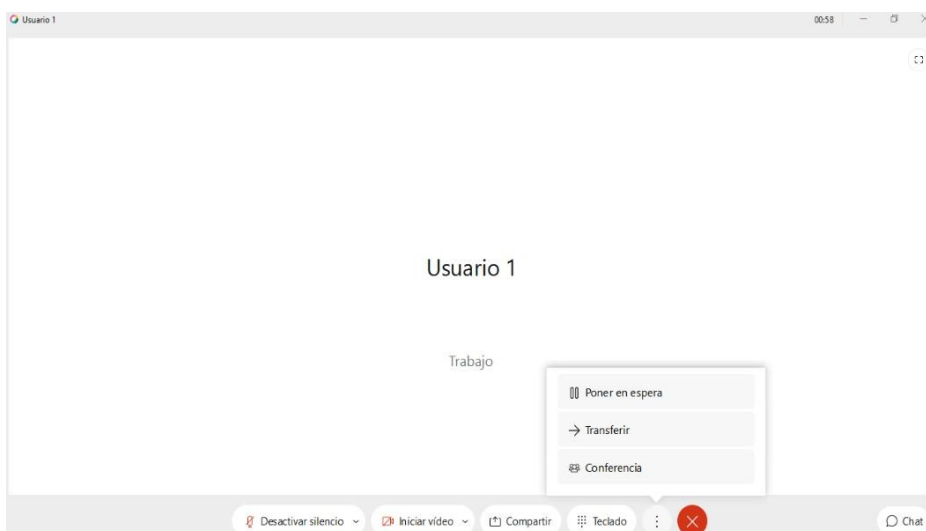 Usuario 1
00:58
Usuario 1
Trabajo
Poner en espera
Transferir
Conferencia
Desactivar silencio
Iniciar vídeo
Compartir
Teclado
Chat